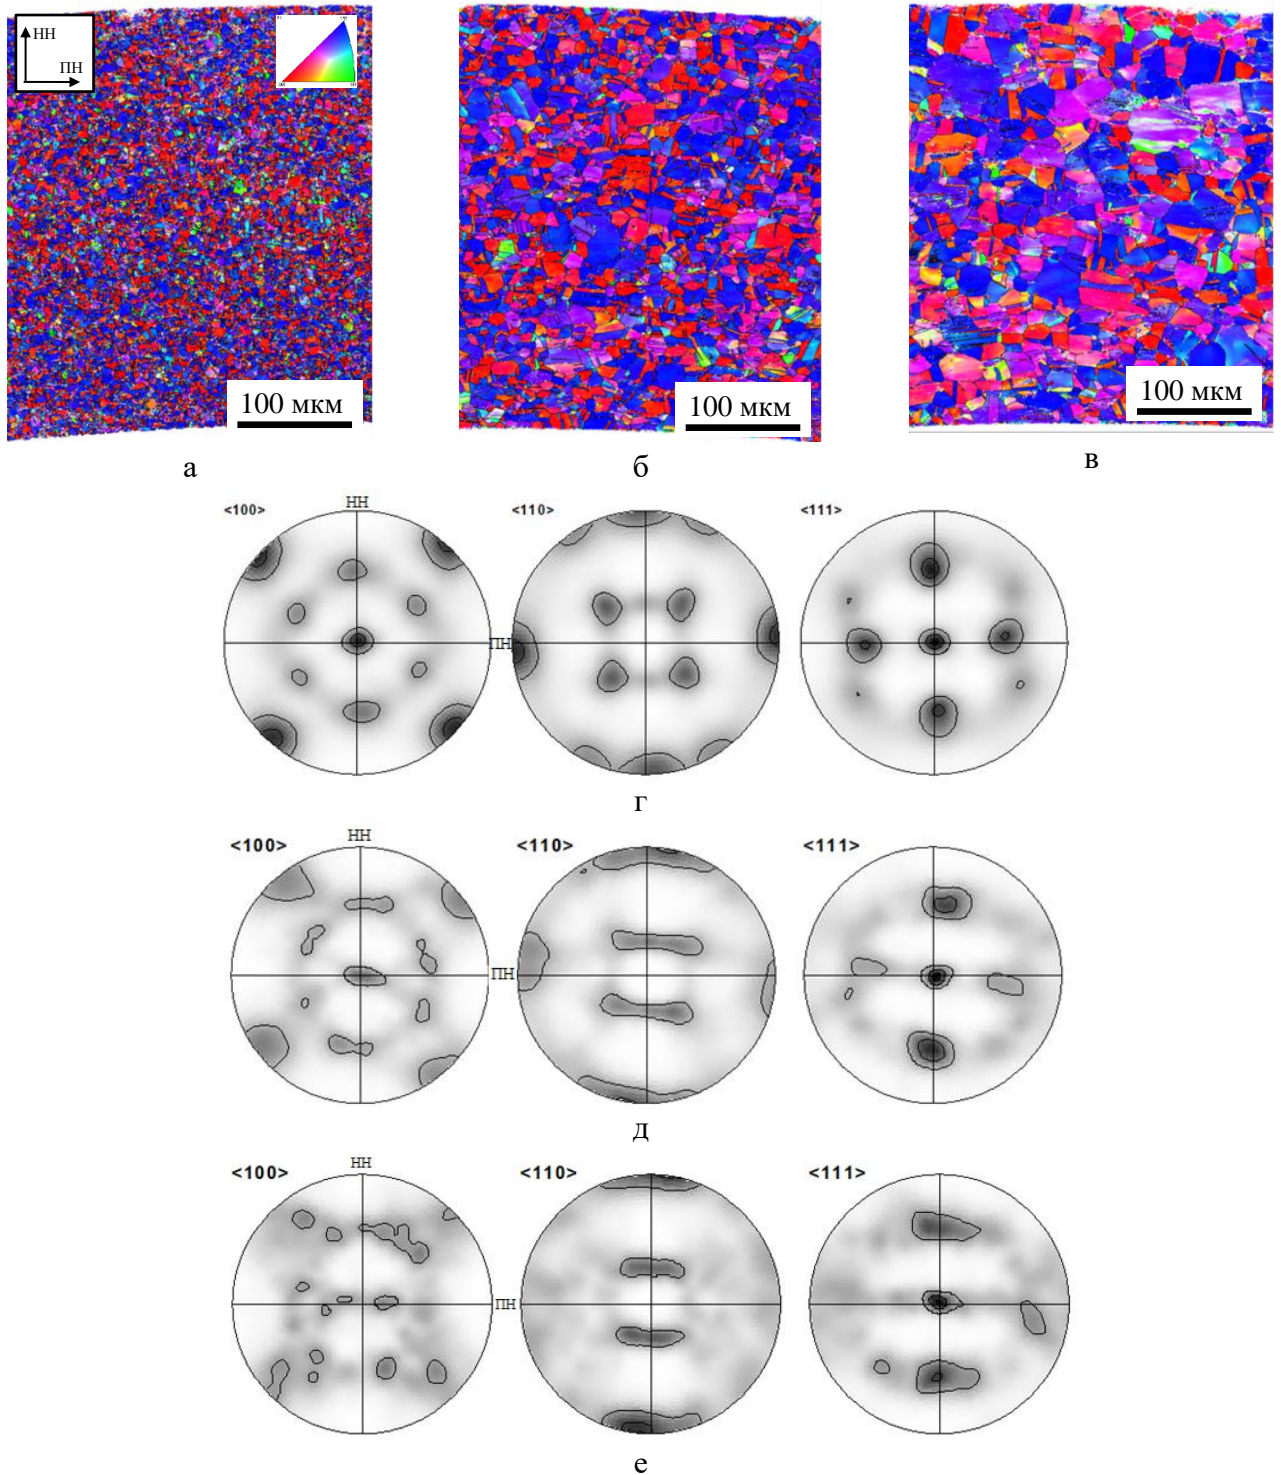 НН
ПН
100 мкм
100 мкм
100 мкм
а
б
в
<100>
НН
<110>
<111>
ПН
г
<100>
НН
<110>
<111>
ПН
д
<100>
НН
<110>
<111>
ПН
е